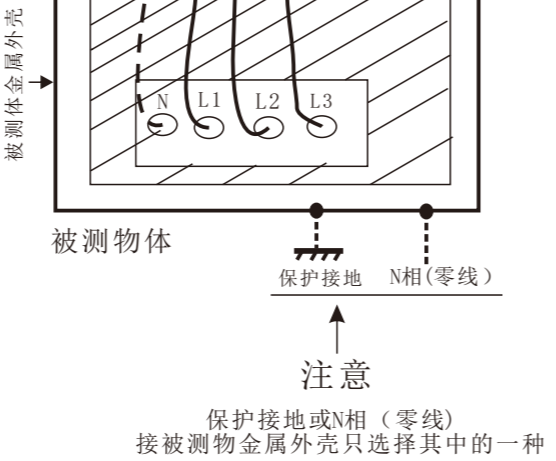 被测体金属外壳
N L1 L2 L3
被测物体
保护接地 N相(零线)
注意
保护接地或N相（零线)
接被测物金属外壳只选择其中的一种